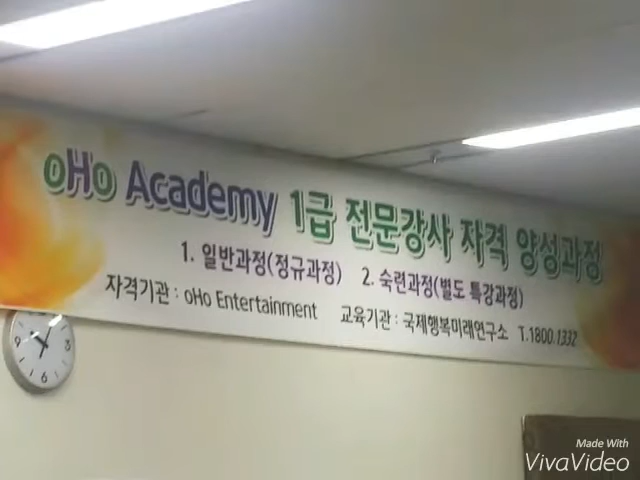 oHo Academy 1급 전문강사 자격 양성과정
1. 일반과정(정규과정) 2. 숙련과정(별도 특강과정)
자격기관 : oHo Entertainment 교육기관 : 국제행복미래연구소 T.1800.1332
Made With
VivaVideo